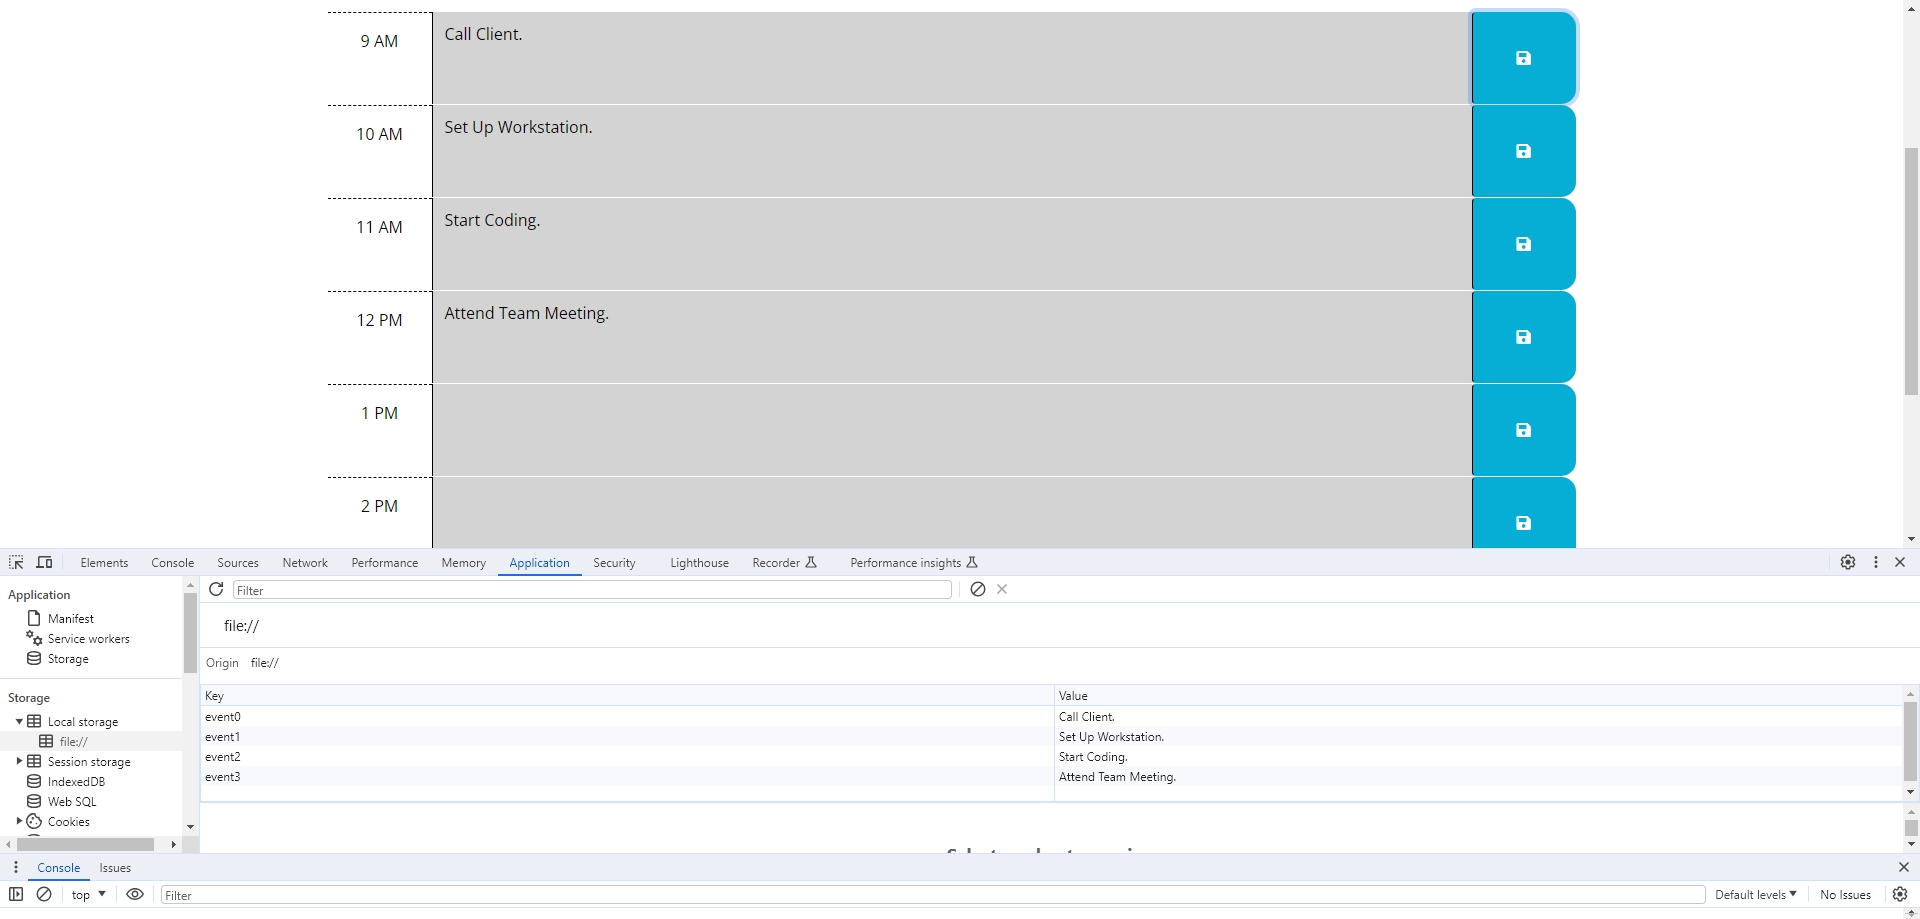 9 AM Call Client.
10 AM Set Up Workstation.
11 AM Start Coding.
12 PM Attend Team Meeting.
1 PM
2 PM
Elements Console Sources Network Performance Memory Application Security Lighthouse Recorder Performance insights
Application
Manifest
Service workers
Storage
Storage
Local storage
file://
Session storage
IndexedDB
Web SQL
Cookies
Filter
file://
Origin file://
Key Value
event0 Call Client.
event1 Set Up Workstation.
event2 Start Coding.
event3 Attend Team Meeting.
Console Issues
top Filter Default levels No Issues